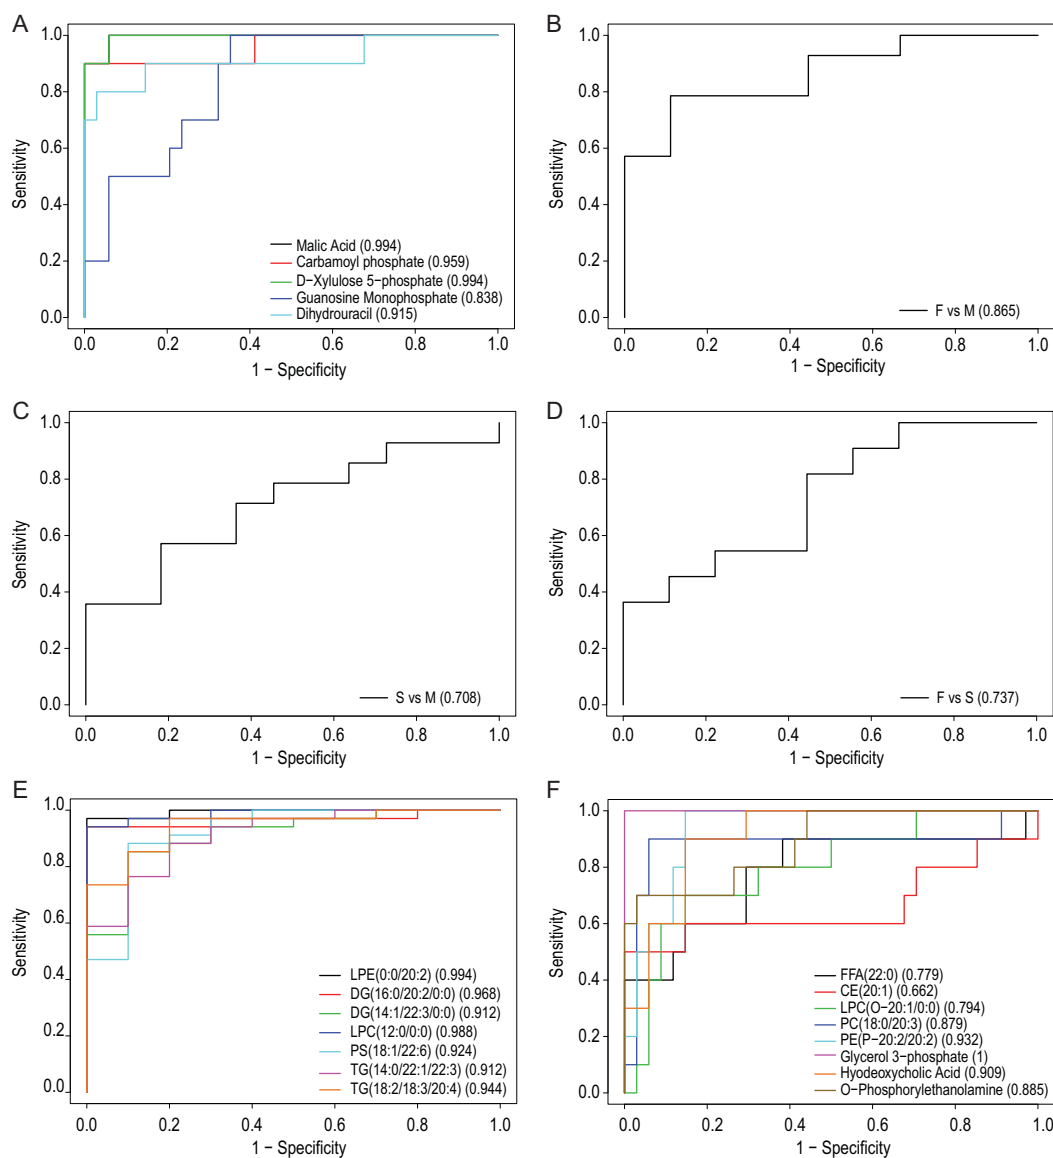 A
Sensitivity
1.0
0.8
0.6
0.4
0.2
0.0
Malic Acid (0.994)
Carbamoyl phosphate (0.959)
D−Xylulose 5−phosphate (0.994)
Guanosine Monophosphate (0.838)
Dihydrouracil (0.915)
0.0 0.2 0.4 0.6 0.8 1.0
1 − Specificity
B
Sensitivity
1.0
0.8
0.6
0.4
0.2
0.0
F vs M (0.865)
0.0 0.2 0.4 0.6 0.8 1.0
1 − Specificity
C
Sensitivity
1.0
0.8
0.6
0.4
0.2
0.0
S vs M (0.708)
0.0 0.2 0.4 0.6 0.8 1.0
1 − Specificity
D
Sensitivity
1.0
0.8
0.6
0.4
0.2
0.0
F vs S (0.737)
0.0 0.2 0.4 0.6 0.8 1.0
1 − Specificity
E
Sensitivity
1.0
0.8
0.6
0.4
0.2
0.0
LPE(0:0/20:2) (0.994)
DG(16:0/20:2/0:0) (0.968)
DG(14:1/22:3/0:0) (0.912)
LPC(12:0/0:0) (0.988)
PS(18:1/22:6) (0.924)
TG(14:0/22:1/22:3) (0.912)
TG(18:2/18:3/20:4) (0.944)
0.0 0.2 0.4 0.6 0.8 1.0
1 − Specificity
F
Sensitivity
1.0
0.8
0.6
0.4
0.2
0.0
FFA(22:0) (0.779)
CE(20:1) (0.662)
LPC(O−20:1/0:0) (0.794)
PC(18:0/20:3) (0.879)
PE(P−20:2/20:2) (0.932)
Glycerol 3−phosphate (1)
Hyodeoxycholic Acid (0.909)
O−Phosphorylethanolamine (0.885)
0.0 0.2 0.4 0.6 0.8 1.0
1 − Specificity